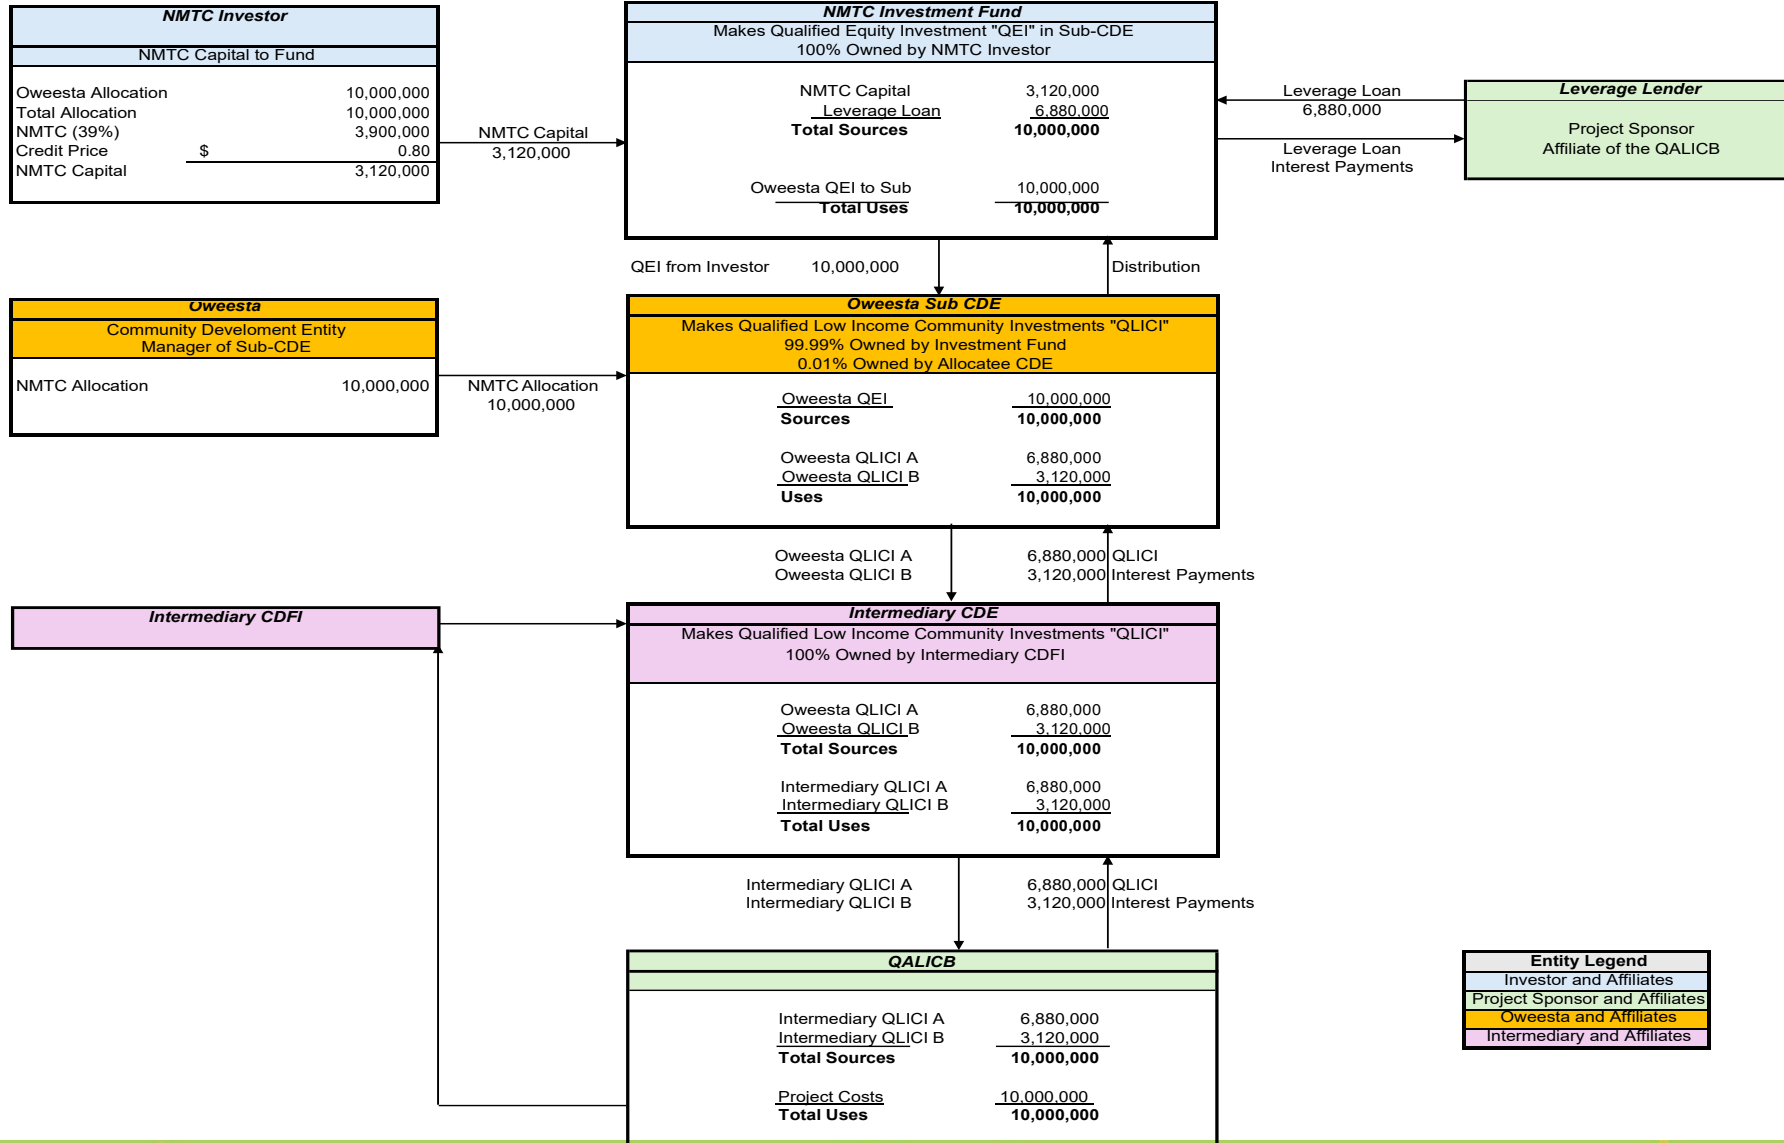 NMTC Investor
NMTC Capital to Fund
Oweesta Allocation 10,000,000
Total Allocation 10,000,000
NMTC (39%) 3,900,000
Credit Price $ 0.80
NMTC Capital 3,120,000
NMTC Capital
3,120,000
NMTC Investment Fund
Makes Qualified Equity Investment "QEI" in Sub-CDE
100% Owned by NMTC Investor
NMTC Capital 3,120,000
Leverage Loan 6,880,000
Total Sources 10,000,000
Oweesta QEI to Sub 10,000,000
Total Uses 10,000,000
Leverage Loan
6,880,000
Leverage Loan
Interest Payments
Leverage Lender
Project Sponsor
Affiliate of the QALICB
QEI from Investor 10,000,000
Distribution
Oweesta
Community Develoment Entity
Manager of Sub-CDE
NMTC Allocation 10,000,000
NMTC Allocation
10,000,000
Oweesta Sub CDE
Makes Qualified Low Income Community Investments "QLICI"
99.99% Owned by Investment Fund
0.01% Owned by Allocatee CDE
Oweesta QEI 10,000,000
Sources 10,000,000
Oweesta QLICI A 6,880,000
Oweesta QLICI B 3,120,000
Uses 10,000,000
Oweesta QLICI A 6,880,000 QLICI
Oweesta QLICI B 3,120,000 Interest Payments
Intermediary CDFI
Intermediary CDE
Makes Qualified Low Income Community Investments "QLICI"
100% Owned by Intermediary CDFI
Oweesta QLICI A 6,880,000
Oweesta QLICI B 3,120,000
Total Sources 10,000,000
Intermediary QLICI A 6,880,000
Intermediary QLICI B 3,120,000
Total Uses 10,000,000
Intermediary QLICI A 6,880,000 QLICI
Intermediary QLICI B 3,120,000 Interest Payments
QALICB
Intermediary QLICI A 6,880,000
Intermediary QLICI B 3,120,000
Total Sources 10,000,000
Project Costs 10,000,000
Total Uses 10,000,000
Entity Legend
Investor and Affiliates
Project Sponsor and Affiliates
Oweesta and Affiliates
Intermediary and Affiliates